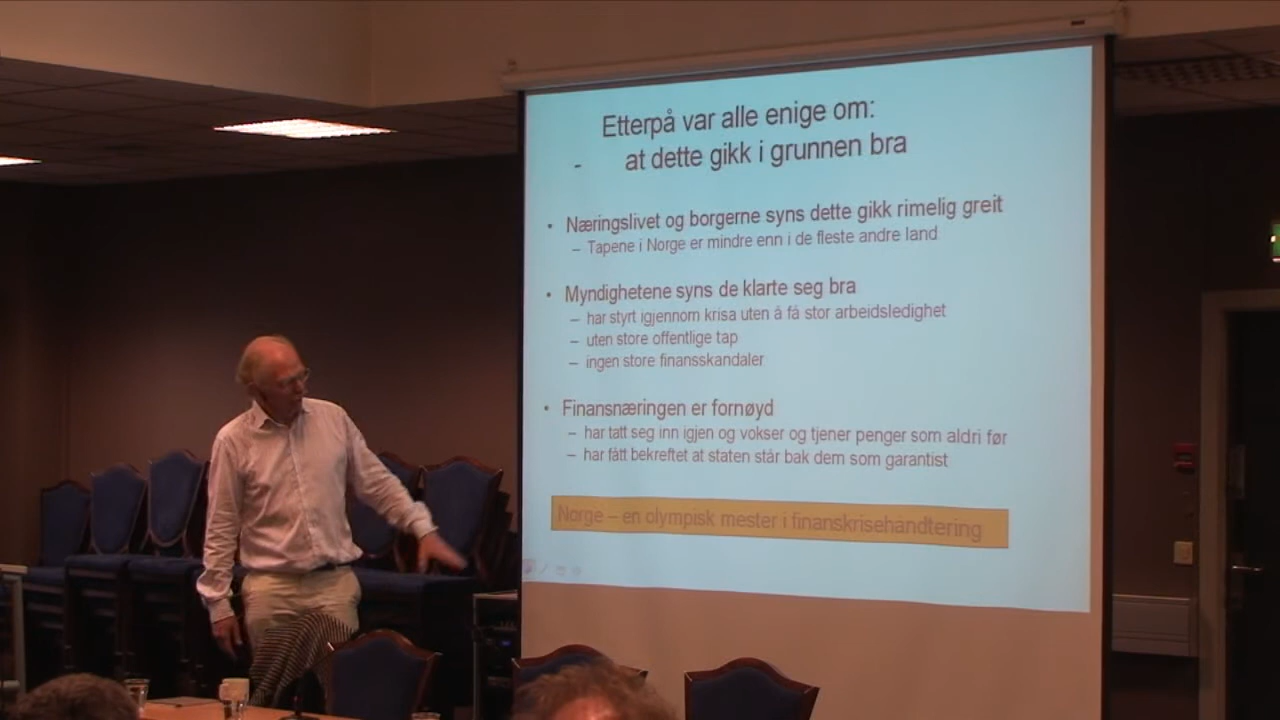 Etterpå var alle enige om:
- at dette gikk i grunnen bra
• Næringslivet og borgerne syns dette gikk rimelig greit
– Tapene i Norge er mindre enn i de fleste andre land
• Myndighetene syns de klarte seg bra
– har styrt igjennom krisa uten å få stor arbeidsledighet
– uten store offentlige tap
– ingen store finansskandaler
• Finansnæringen er fornøyd
– har tatt seg inn igjen og vokser og tjener penger som aldri før
– har fått bekreftet at staten står bak dem som garantist
Norge – en olympisk mester i finanskrisehåndtering